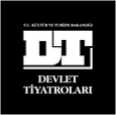 T.C. KÜLTÜR VE TURİZM BAKANLIĞI
DT
DEVLET
TİYATROLARI